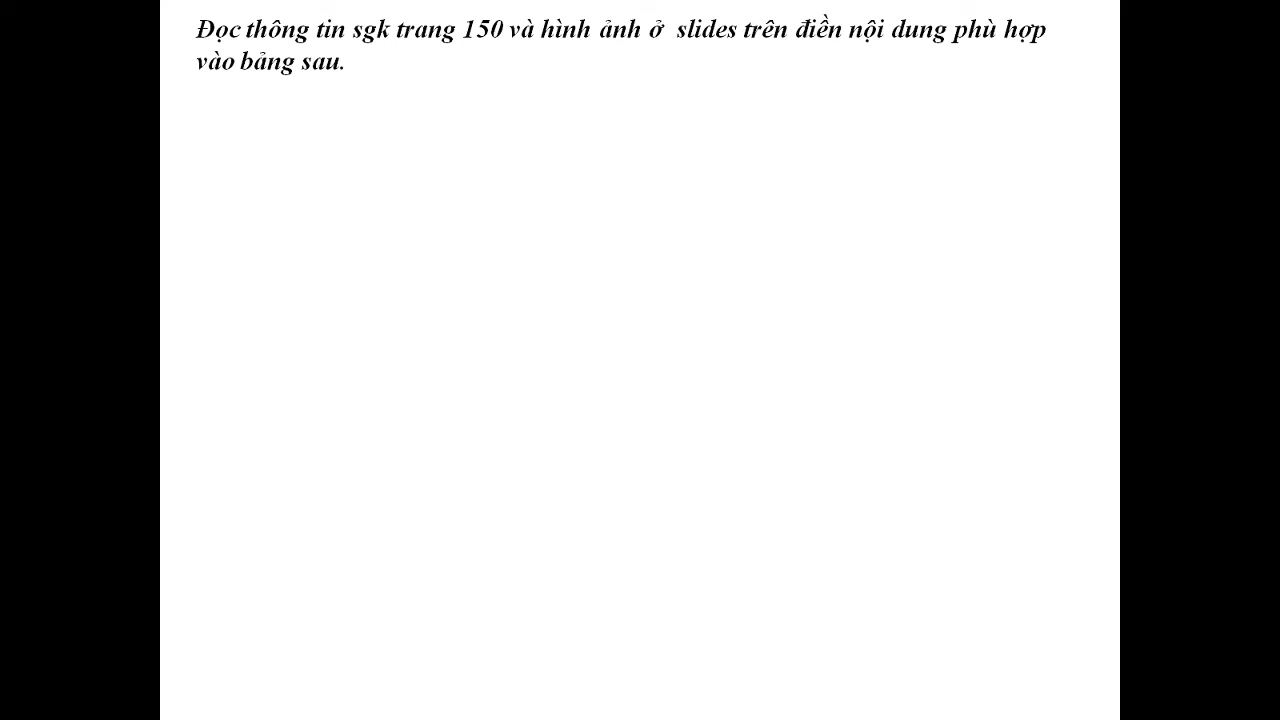 Đọc thông tin sgk trang 150 và hình ảnh ở slides trên điền nội dung phù hợp
vào bảng sau.